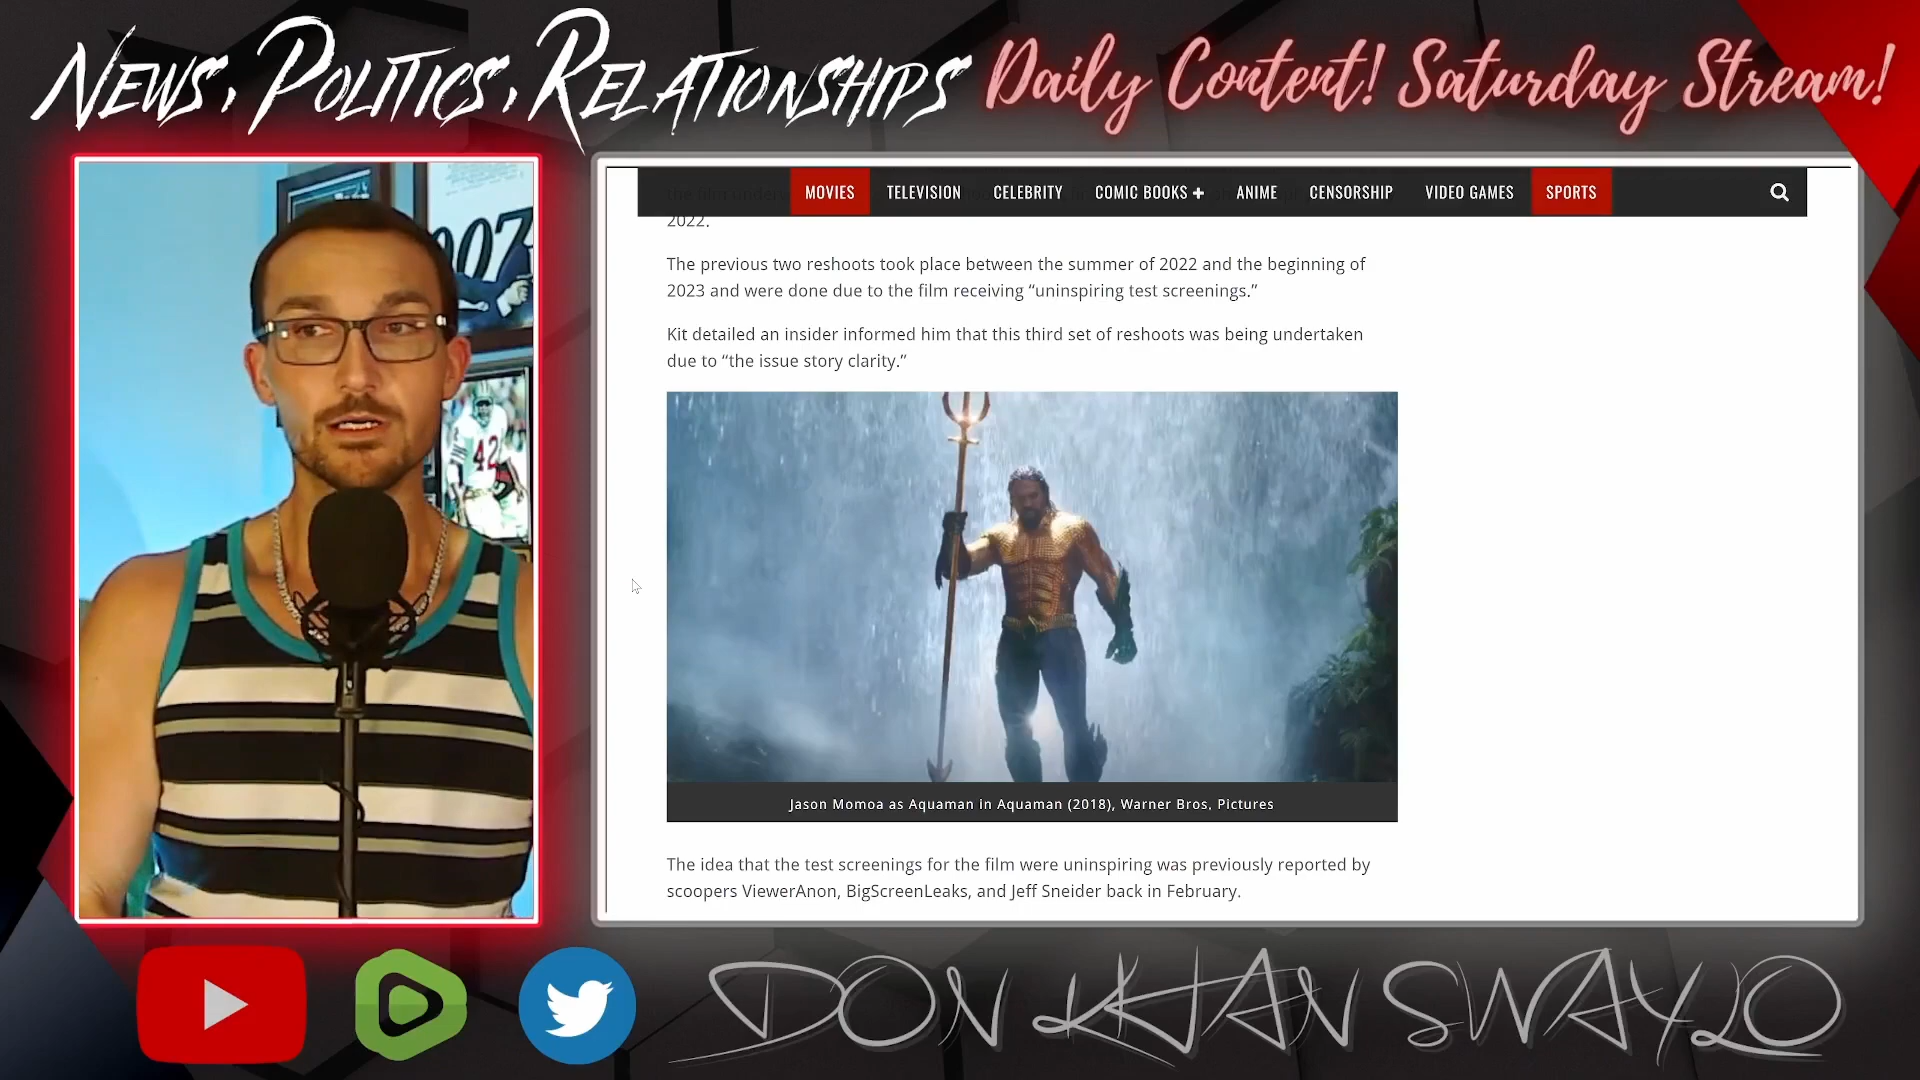 NEWS, POLITICS, RELATIONSHIPS Daily Content! Saturday Stream!
007
42
MOVIES TELEVISION CELEBRITY COMIC BOOKS + ANIME CENSORSHIP VIDEO GAMES SPORTS
2022.
The previous two reshoots took place between the summer of 2022 and the beginning of
2023 and were done due to the film receiving “uninspiring test screenings.”
Kit detailed an insider informed him that this third set of reshoots was being undertaken
due to “the issue story clarity.”
Jason Momoa as Aquaman in Aquaman (2018), Warner Bros. Pictures
The idea that the test screenings for the film were uninspiring was previously reported by
scoopers ViewerAnon, BigScreenLeaks, and Jeff Sneider back in February.
DON KHAN SWAYLO